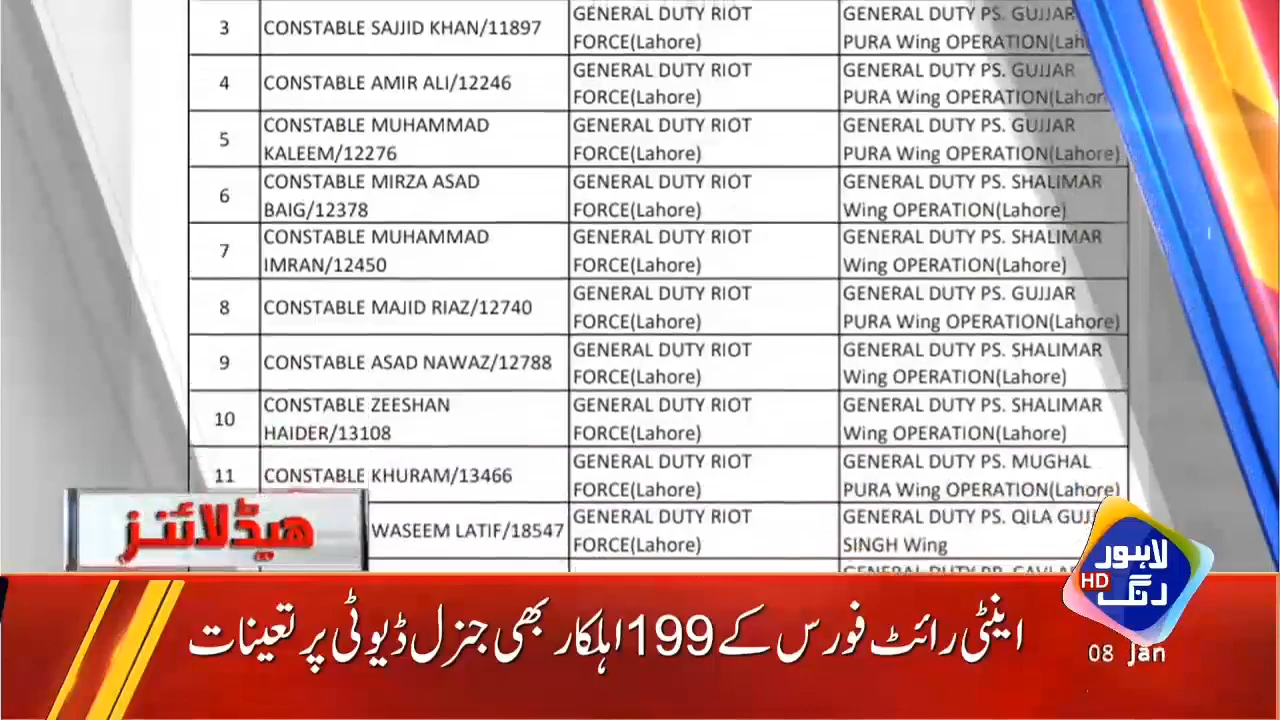 3 CONSTABLE SAJJID KHAN/11897 GENERAL DUTY RIOT FORCE(Lahore) GENERAL DUTY PS. GUJJAR PURA Wing OPERATION(Lah
4 CONSTABLE AMIR ALI/12246 GENERAL DUTY RIOT FORCE(Lahore) GENERAL DUTY PS. GUJJAR PURA Wing OPERATION(Lahor
5 CONSTABLE MUHAMMAD KALEEM/12276 GENERAL DUTY RIOT FORCE(Lahore) GENERAL DUTY PS. GUJJAR PURA Wing OPERATION(Lahore)
6 CONSTABLE MIRZA ASAD BAIG/12378 GENERAL DUTY RIOT FORCE(Lahore) GENERAL DUTY PS. SHALIMAR Wing OPERATION(Lahore)
7 CONSTABLE MUHAMMAD IMRAN/12450 GENERAL DUTY RIOT FORCE(Lahore) GENERAL DUTY PS. SHALIMAR Wing OPERATION(Lahore)
8 CONSTABLE MAJID RIAZ/12740 GENERAL DUTY RIOT FORCE(Lahore) GENERAL DUTY PS. GUJJAR PURA Wing OPERATION(Lahore)
9 CONSTABLE ASAD NAWAZ/12788 GENERAL DUTY RIOT FORCE(Lahore) GENERAL DUTY PS. SHALIMAR Wing OPERATION(Lahore)
10 CONSTABLE ZEESHAN HAIDER/13108 GENERAL DUTY RIOT FORCE(Lahore) GENERAL DUTY PS. SHALIMAR Wing OPERATION(Lahore)
11 CONSTABLE KHURAM/13466 GENERAL DUTY RIOT FORCE(Lahore) GENERAL DUTY PS. MUGHAL PURA Wing OPERATION(Lahore)
WASEEM LATIF/18547 GENERAL DUTY RIOT FORCE(Lahore) GENERAL DUTY PS. QILA GUJJ SINGH Wing
ہیڈلائنز
لاہور
رنگ HD
اینٹی رائٹ فورس کے 199 اہلکار بھی جنرل ڈیوٹی پر تعینات
08 Jan